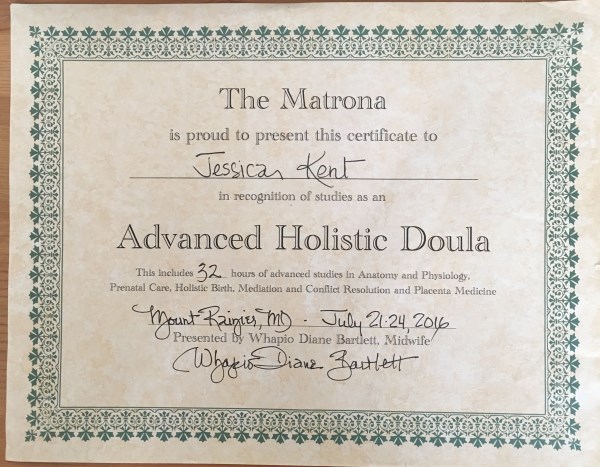 The Matrona
is proud to present this certificate to
Jessica Kent
in recognition of studies as an
Advanced Holistic Doula
This includes 32 hours of advanced studies in Anatomy and Physiology,
Prenatal Care, Holistic Birth, Mediation and Conflict Resolution and Placenta Medicine
Mount Rainier, MD - July 21-24, 2016
Presented by Whapio Diane Bartlett, Midwife
Whapio Diane Bartlett